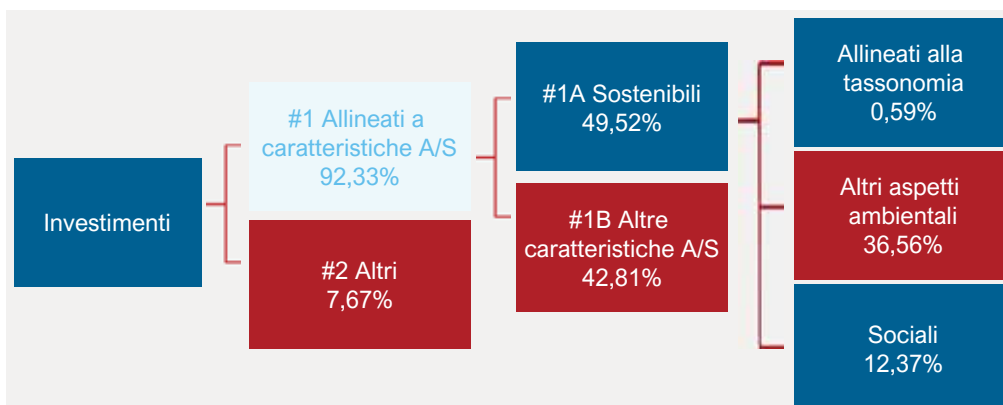 Investimenti
#1 Allineati a
caratteristiche A/S
92,33%
#2 Altri
7,67%
#1A Sostenibili
49,52%
#1B Altre
caratteristiche A/S
42,81%
Allineati alla
tassonomia
0,59%
Altri aspetti
ambientali
36,56%
Sociali
12,37%